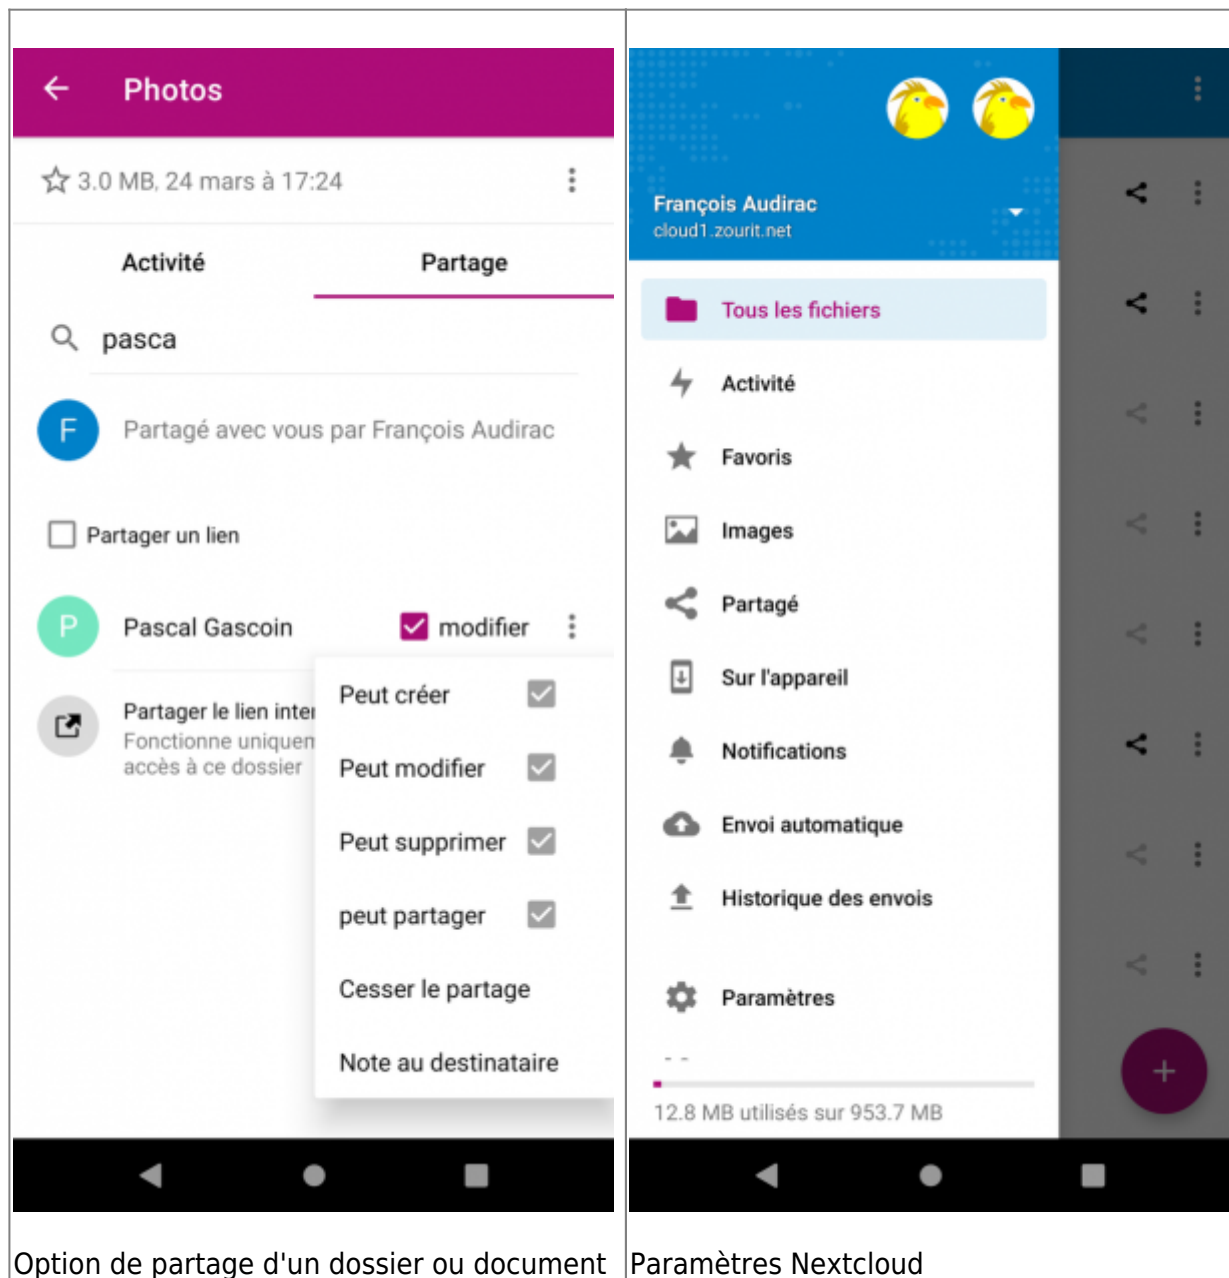 Photos
3.0 MB, 24 mars à 17:24
Activité
Partage
pasca
F
Partagé avec vous par François Audirac
Partager un lien
P
Pascal Gascoin
modifier
Partager le lien inter
Fonctionne uniquem
accès à ce dossier
Peut créer
Peut modifier
Peut supprimer
peut partager
Cesser le partage
Note au destinataire
Option de partage d'un dossier ou document
François Audirac
cloud1.zourit.net
Tous les fichiers
Activité
Favoris
Images
Partagé
Sur l'appareil
Notifications
Envoi automatique
Historique des envois
Paramètres
12.8 MB utilisés sur 953.7 MB
Paramètres Nextcloud